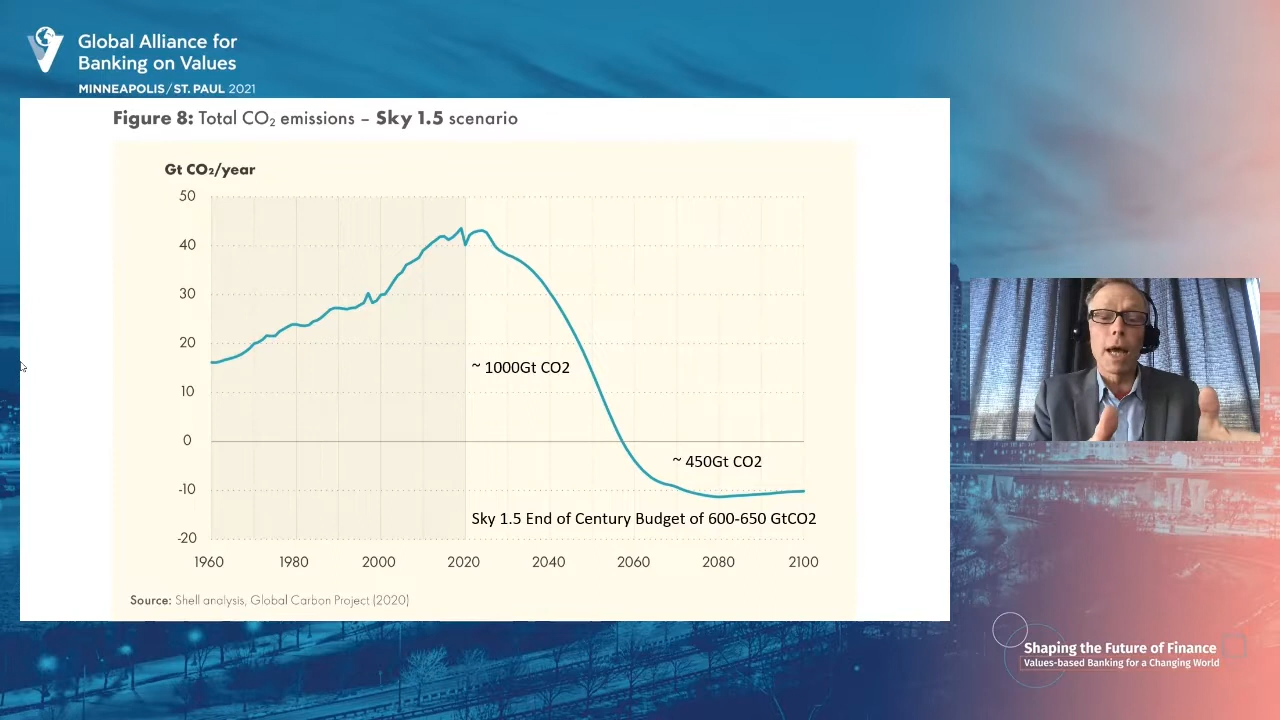 Global Alliance for
Banking on Values
MINNEAPOLIS/ST. PAUL 2021
Figure 8: Total CO₂ emissions – Sky 1.5 scenario
Gt CO₂/year
50
40
30
20
10
0
-10
-20
~ 1000Gt CO2
~ 450Gt CO2
Sky 1.5 End of Century Budget of 600-650 GtCO2
1960 1980 2000 2020 2040 2060 2080 2100
Source: Shell analysis, Global Carbon Project (2020)
Shaping the Future of Finance
Values-based Banking for a Changing World